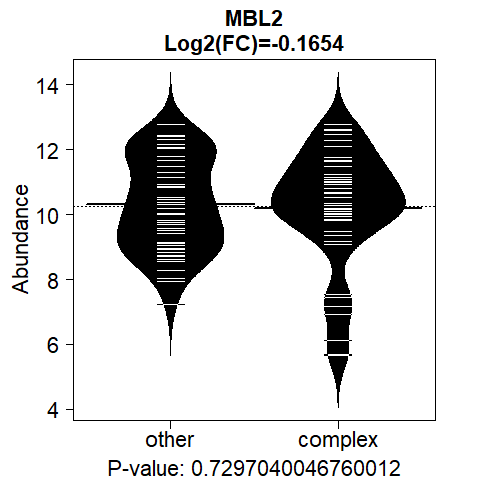 MBL2
Log2(FC)=-0.1654
14
12
10
8
6
4
Abundance
other complex
P-value: 0.7297040046760012